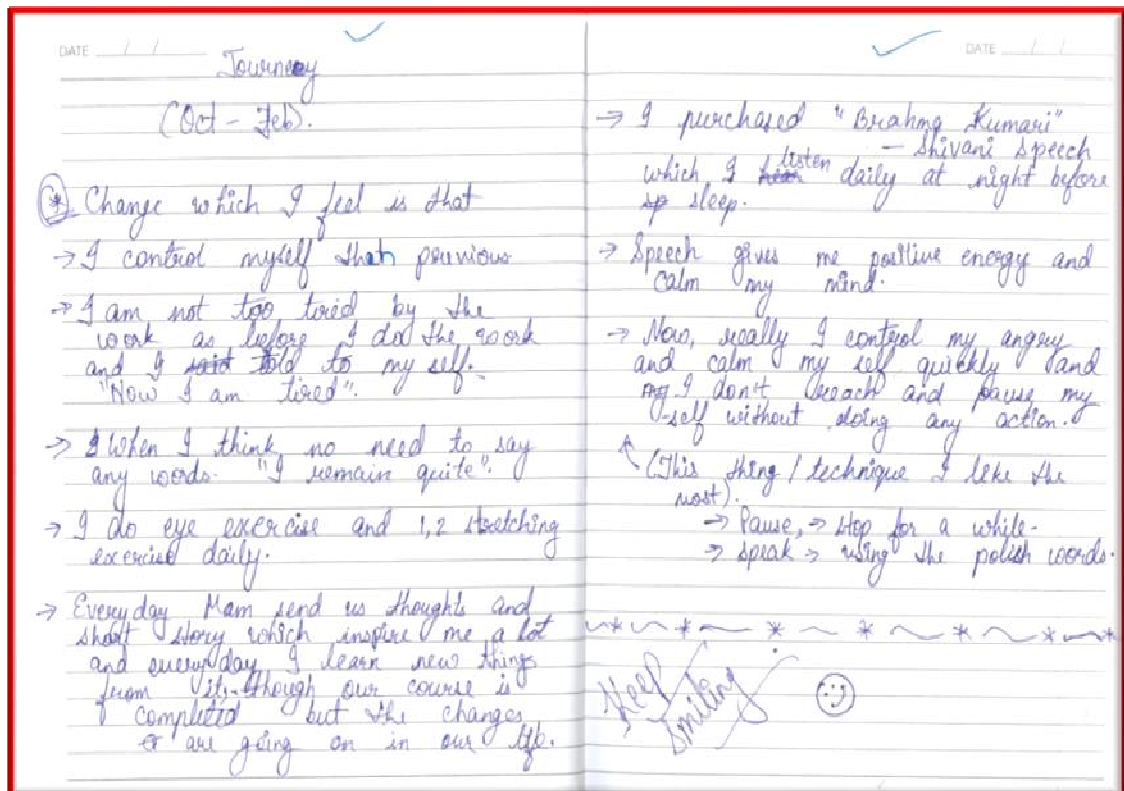 DATE / /
Journey
(Oct - Feb).
* Change which I feel is that
→ I control myself than pervious
→ I am not too tired by the
work as before I do the work
and I said told to my self.
"Now I am tired".
→ When I think no need to say
any words. "I remain quite".
→ I do eye exercise and 1,2 stretching
exercise daily.
→ Everyday Mam send us thoughts and
short story which inspire me a lot
and everyday I learn new things
from it. though our course is
completed but the changes
are going on in our life.
DATE / /
→ I purchased "Brahma Kumari"
- Shivani speech
which I hear listen daily at night before
sp sleep.
→ Speech gives me positive energy and
calm my mind.
→ Now, really I control my angery
and calm my self quickly and
I don't reach and pause my
self without doing any action.
(This thing / technique I like the
most).
→ Pause, → stop for a while.
→ speak → using the polish words.
Keep
Smiling